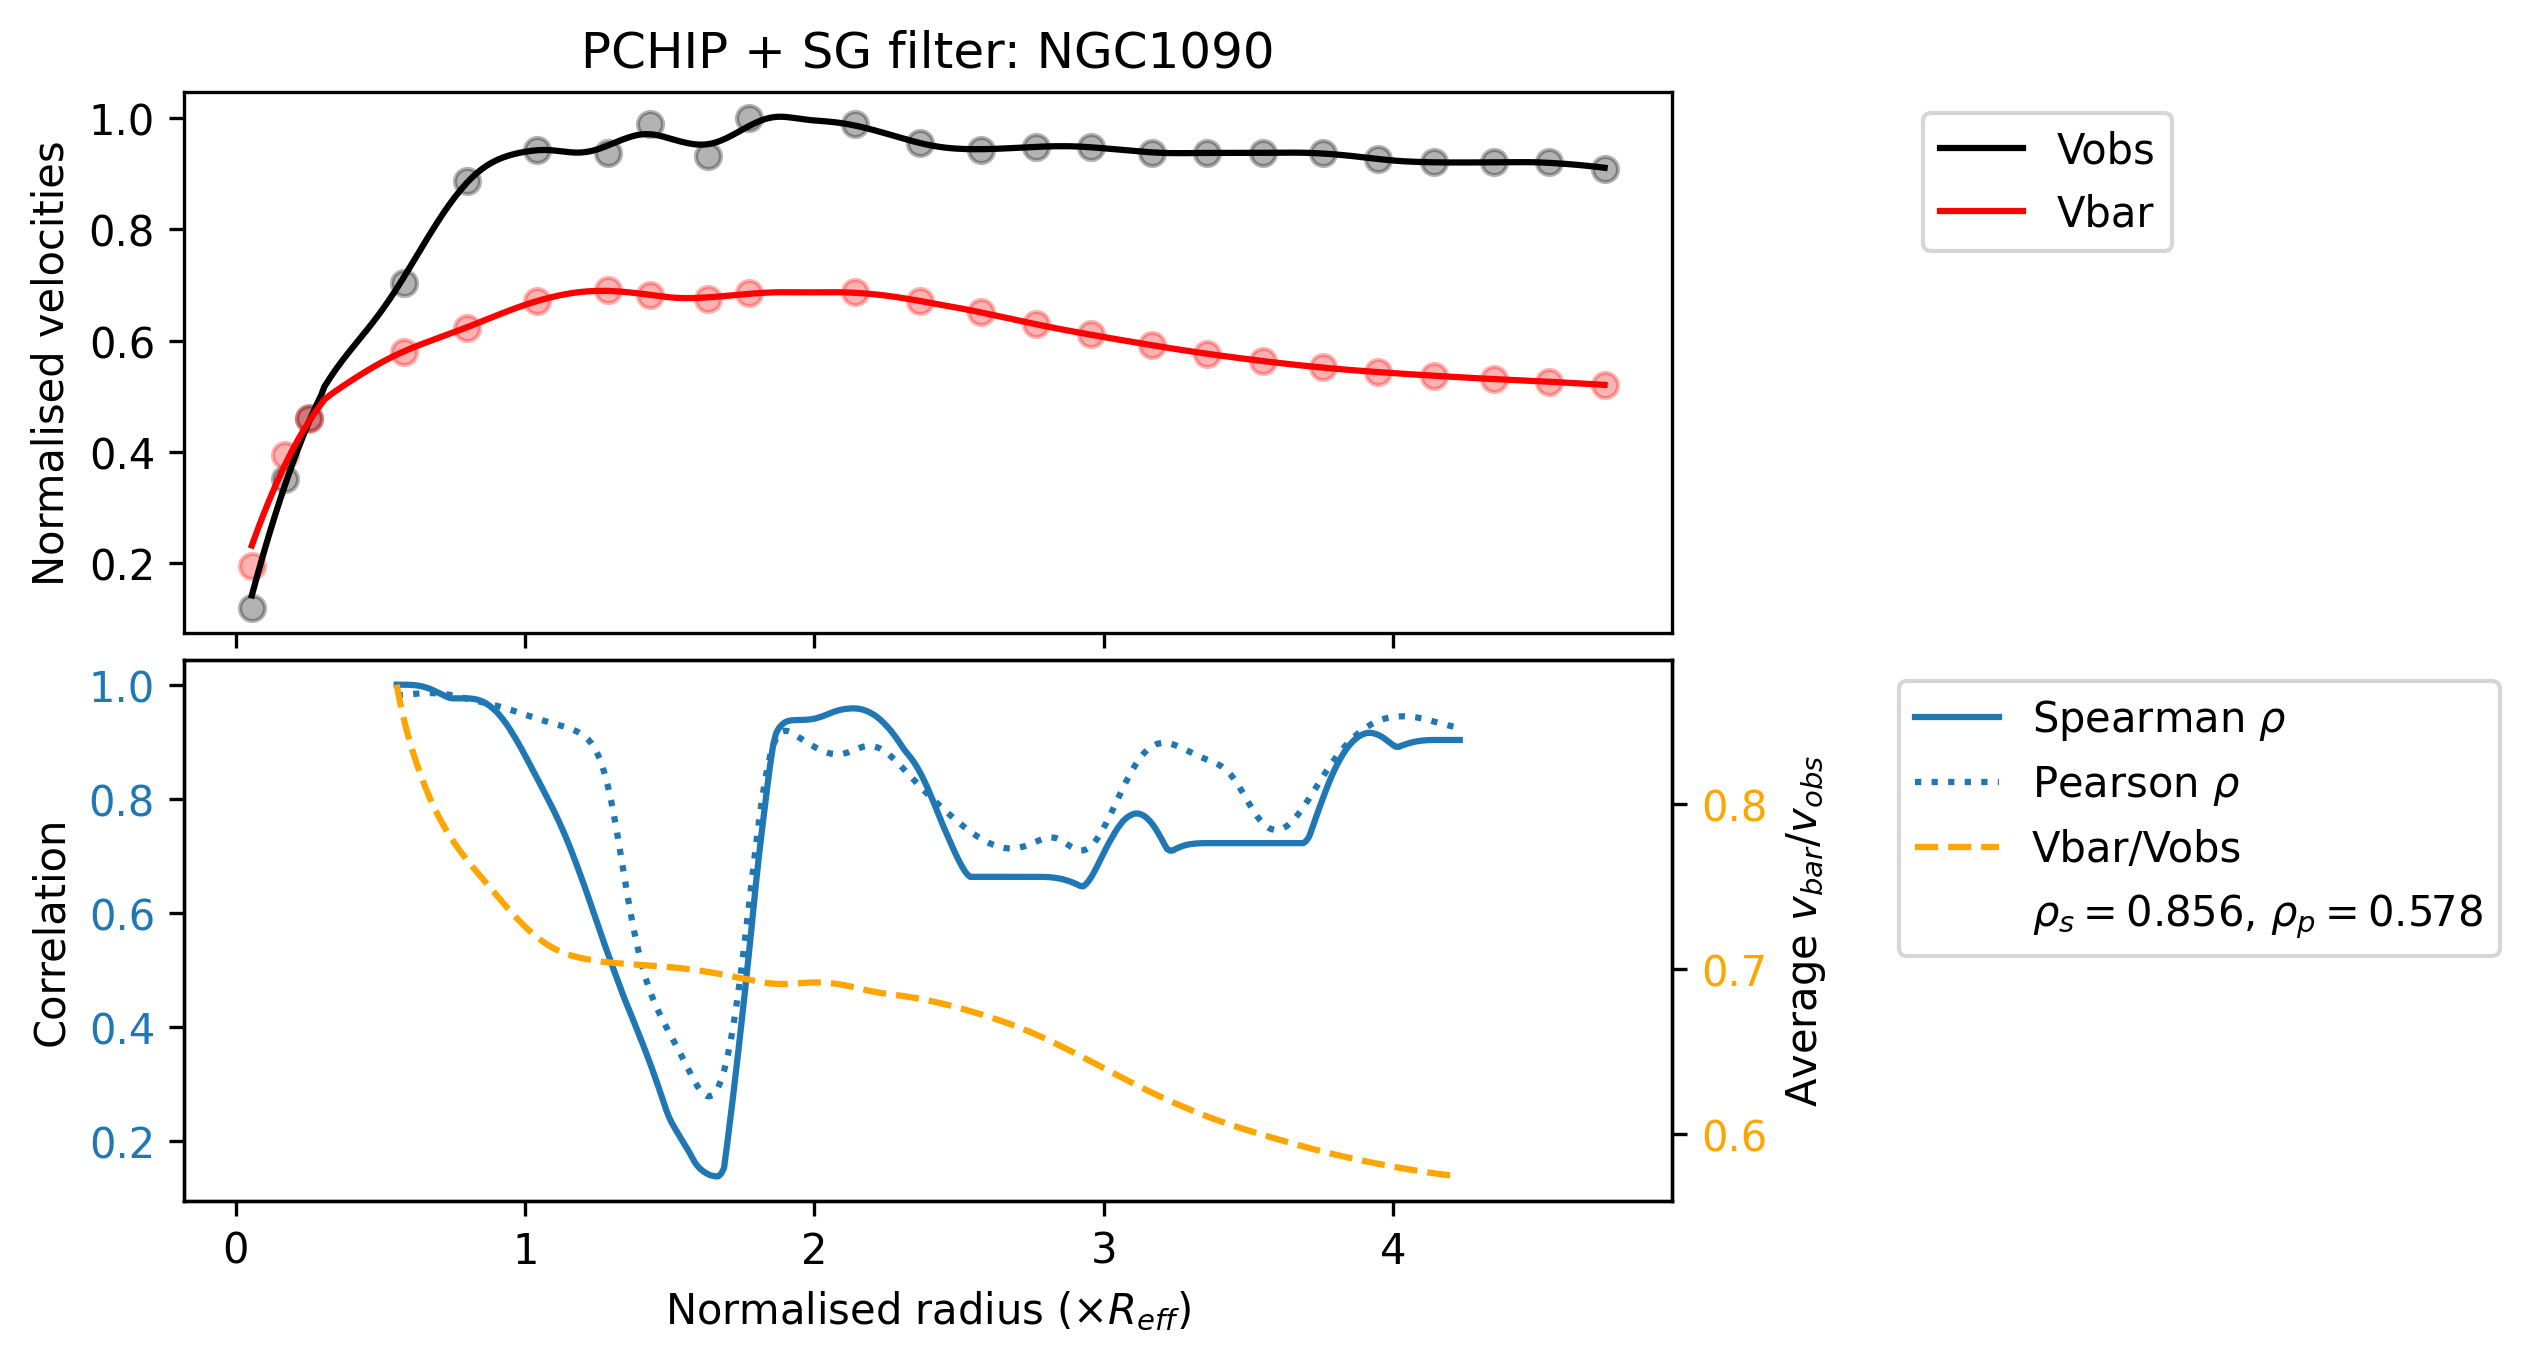 PCHIP + SG filter: NGC1090
Normalised velocities
1.0
0.8
0.6
0.4
0.2
Vobs
Vbar
Correlation
1.0
0.8
0.6
0.4
0.2
0.8
0.7
0.6
Average v_bar/v_obs
0 1 2 3 4
Normalised radius (×R_eff)
Spearman ρ
Pearson ρ
Vbar/Vobs
ρ_s = 0.856, ρ_p = 0.578